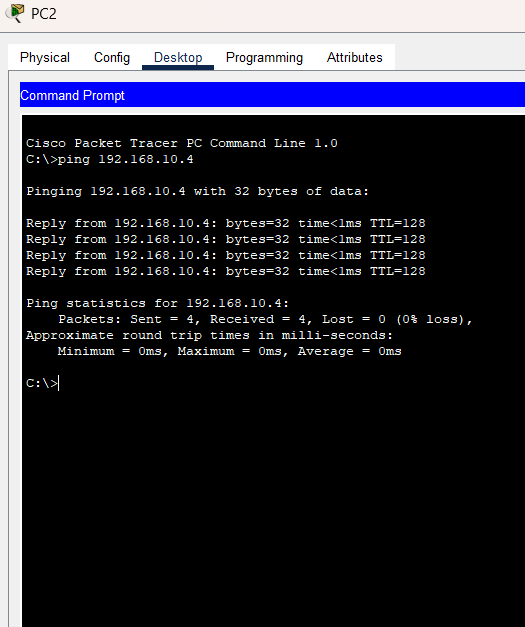 PC2
Physical Config Desktop Programming Attributes
Command Prompt
Cisco Packet Tracer PC Command Line 1.0
C:\>ping 192.168.10.4
Pinging 192.168.10.4 with 32 bytes of data:
Reply from 192.168.10.4: bytes=32 time<1ms TTL=128
Reply from 192.168.10.4: bytes=32 time<1ms TTL=128
Reply from 192.168.10.4: bytes=32 time<1ms TTL=128
Reply from 192.168.10.4: bytes=32 time<1ms TTL=128
Ping statistics for 192.168.10.4:
Packets: Sent = 4, Received = 4, Lost = 0 (0% loss),
Approximate round trip times in milli-seconds:
Minimum = 0ms, Maximum = 0ms, Average = 0ms
C:\>